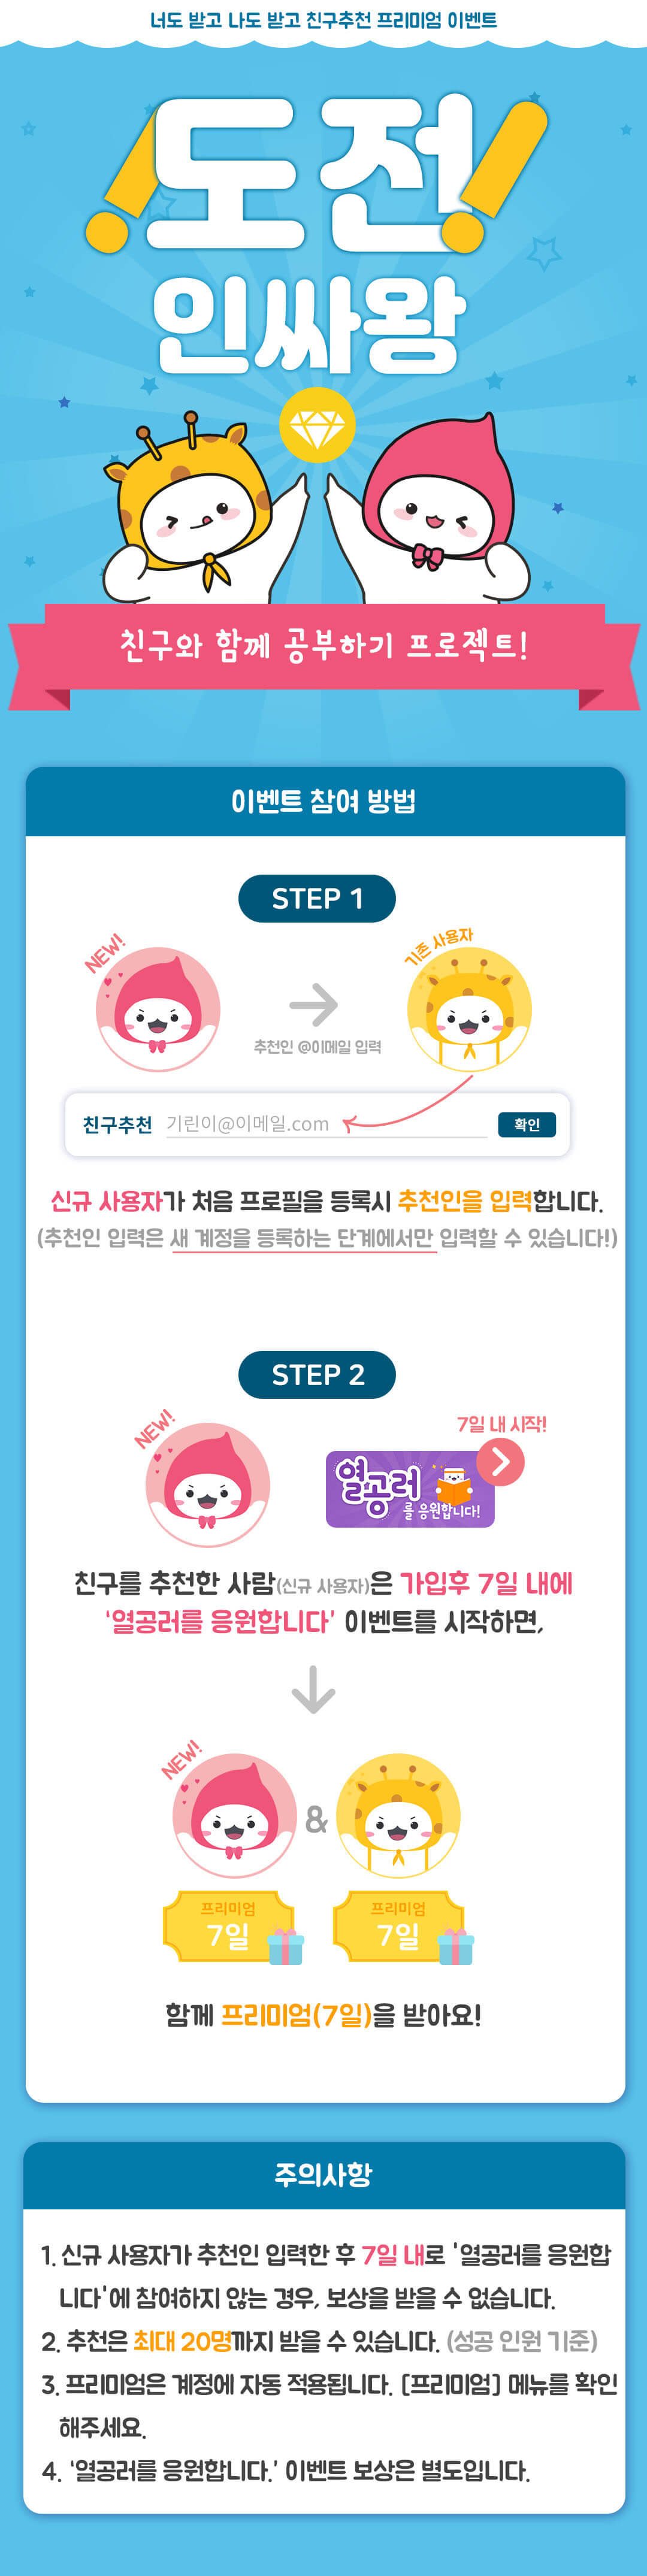 너도 받고 나도 받고 친구추천 프리미엄 이벤트
!도전!
인싸왕
친구와 함께 공부하기 프로젝트!
이벤트 참여 방법
STEP 1
NEW!
기존 사용자
추천인 @이메일 입력
친구추천 기린이@이메일.com 확인
신규 사용자가 처음 프로필을 등록시 추천인을 입력합니다.
(추천인 입력은 새 계정을 등록하는 단계에서만 입력할 수 있습니다!)
STEP 2
NEW!
7일 내 시작!
열공러
를 응원합니다!
친구를 추천한 사람(신규 사용자)은 가입후 7일 내에
‘열공러를 응원합니다’ 이벤트를 시작하면,
NEW!
&
프리미엄 프리미엄
7일 7일
함께 프리미엄(7일)을 받아요!
주의사항
1. 신규 사용자가 추천인 입력한 후 7일 내로 '열공러를 응원합
니다'에 참여하지 않는 경우, 보상을 받을 수 없습니다.
2. 추천은 최대 20명까지 받을 수 있습니다. (성공 인원 기준)
3. 프리미엄은 계정에 자동 적용됩니다. [프리미엄] 메뉴를 확인
해주세요.
4. ‘열공러를 응원합니다.’ 이벤트 보상은 별도입니다.